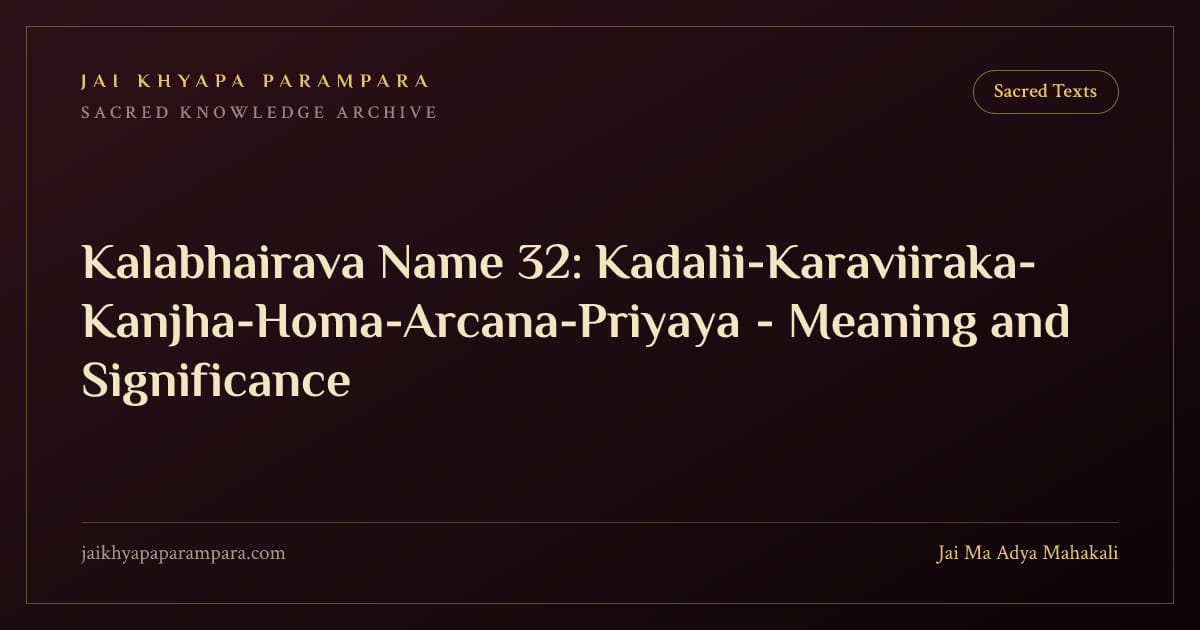 JAI KHYAPA PARAMPARA
SACRED KNOWLEDGE ARCHIVE
Sacred Texts
Kalabhairava Name 32: Kadalii-Karaviiraka-
Kanjha-Homa-Arcana-Priyaya - Meaning and
Significance
jaikhyapaparampara.com
Jai Ma Adya Mahakali